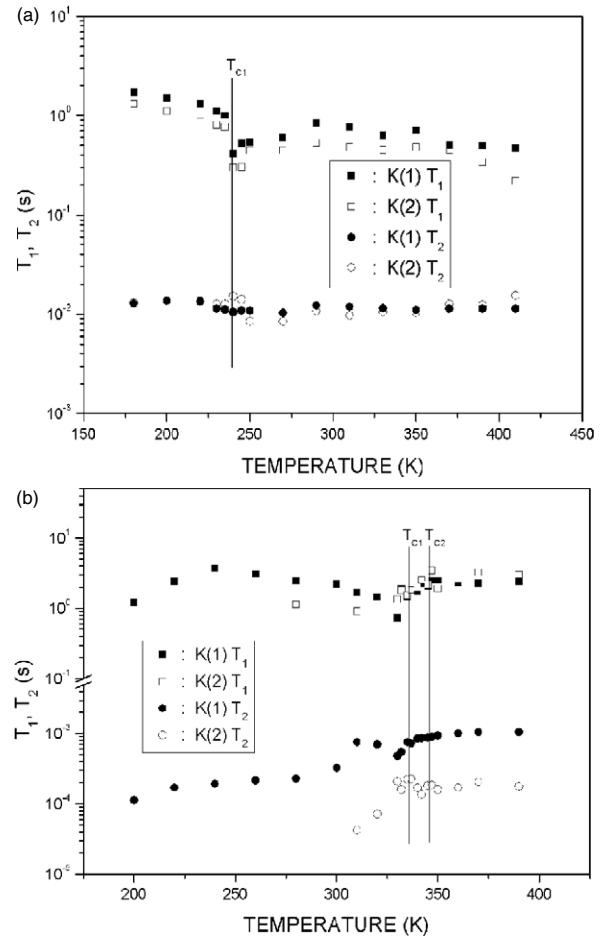 (a)
10¹
10⁰
10⁻¹
10⁻²
10⁻³
T₁, T₂ (s)
T_C1
■ : K(1) T₁
□ : K(2) T₁
● : K(1) T₂
○ : K(2) T₂
150 200 250 300 350 400 450
TEMPERATURE (K)
(b)
10¹
10⁰
10⁻¹
10⁻³
10⁻⁴
10⁻⁵
T₁, T₂ (s)
T_C1 T_C2
■ : K(1) T₁
□ : K(2) T₁
● : K(1) T₂
○ : K(2) T₂
200 250 300 350 400
TEMPERATURE (K)